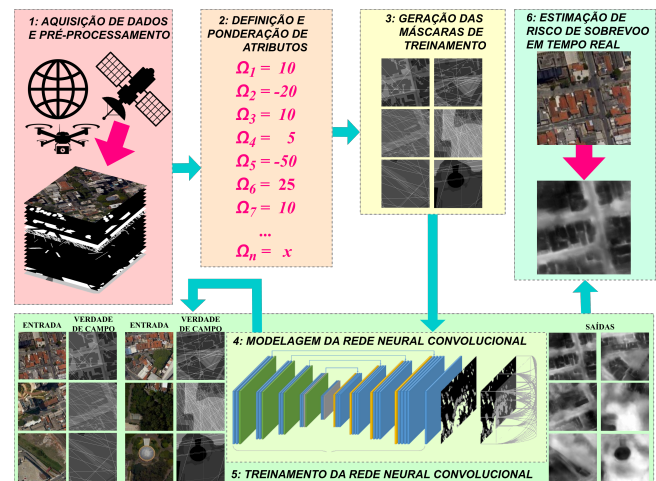 1: AQUISIÇÃO DE DADOS
E PRÉ-PROCESSAMENTO
2: DEFINIÇÃO E
PONDERAÇÃO DE
ATRIBUTOS
Ω1 = 10
Ω2 = -20
Ω3 = 10
Ω4 = 5
Ω5 = -50
Ω6 = 25
Ω7 = 10
...
Ωn = x
3: GERAÇÃO DAS
MÁSCARAS DE
TREINAMENTO
6: ESTIMAÇÃO DE
RISCO DE SOBREVOO
EM TEMPO REAL
ENTRADA
VERDADE
DE CAMPO
ENTRADA
VERDADE
DE CAMPO
4: MODELAGEM DA REDE NEURAL CONVOLUCIONAL
SAÍDAS
5: TREINAMENTO DA REDE NEURAL CONVOLUCIONAL